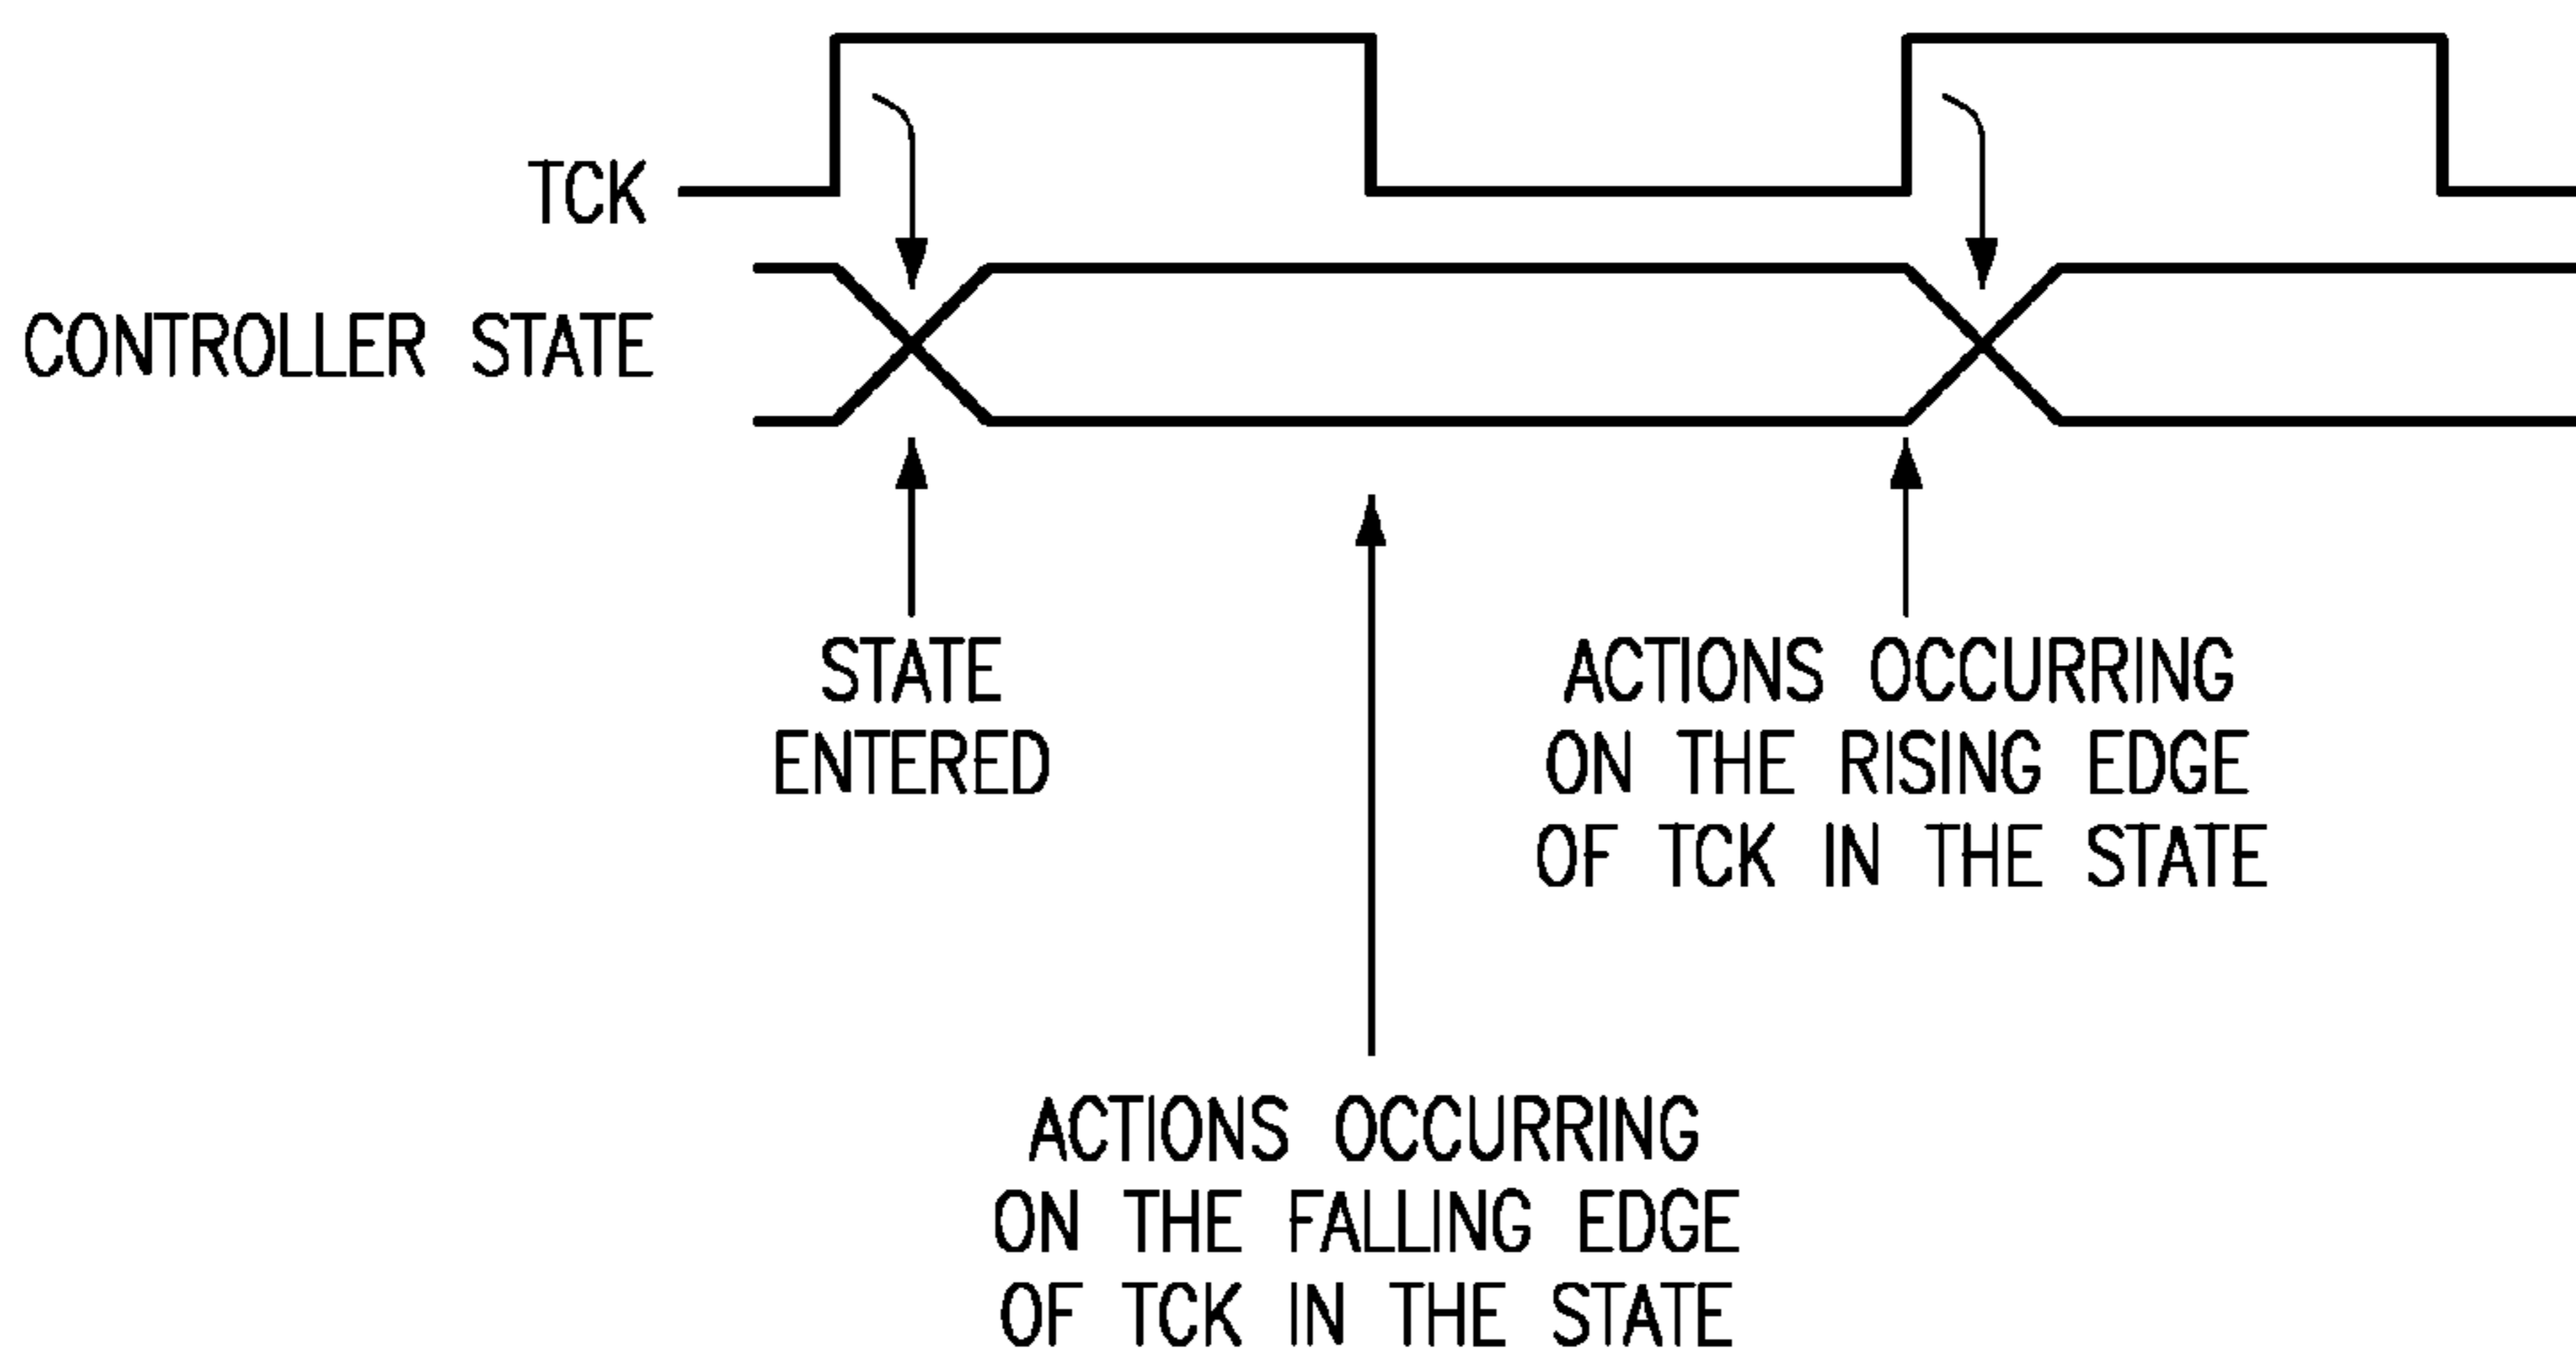 TCK
CONTROLLER STATE
STATE
ENTERED
ACTIONS OCCURRING
ON THE RISING EDGE
OF TCK IN THE STATE
ACTIONS OCCURRING
ON THE FALLING EDGE
OF TCK IN THE STATE